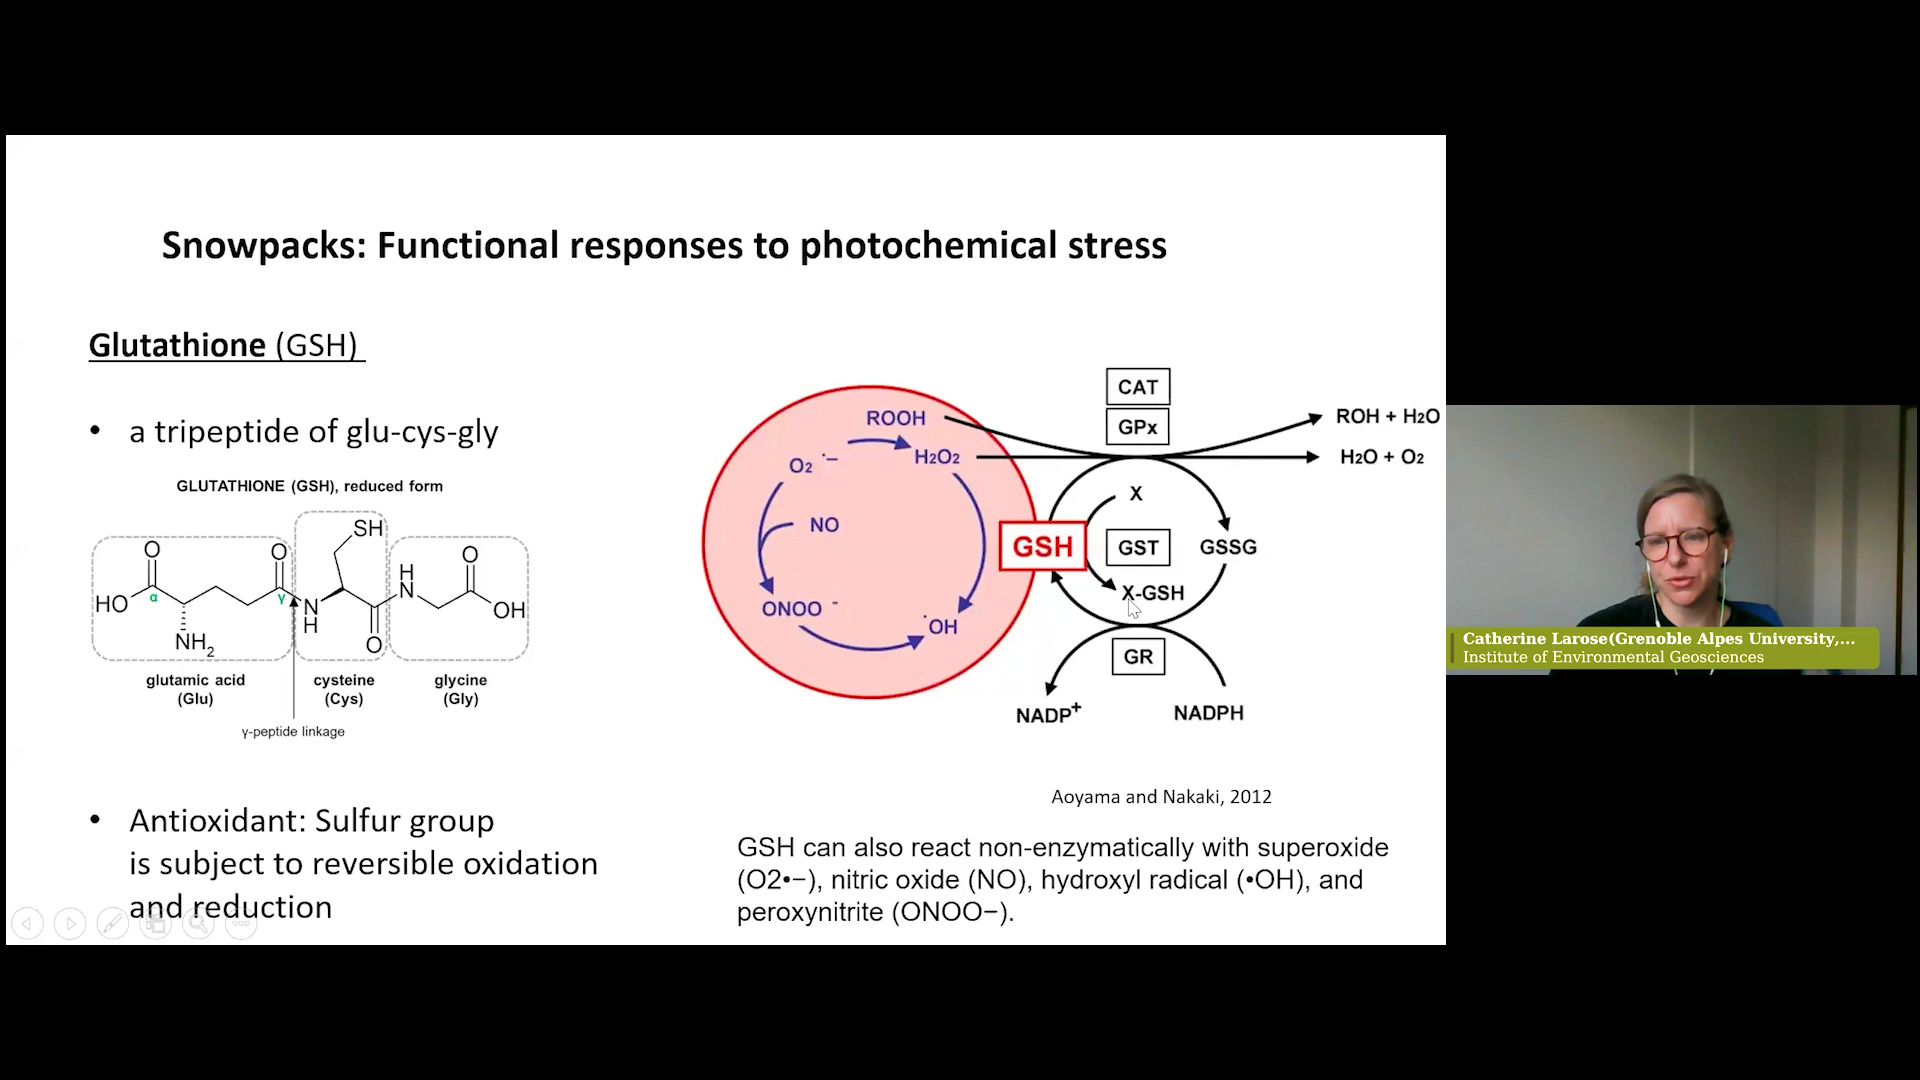 Snowpacks: Functional responses to photochemical stress
Glutathione (GSH)
• a tripeptide of glu-cys-gly
GLUTATHIONE (GSH), reduced form
SH
O
O
O
H
N
HO
α
γ
N
H
OH
NH2
O
glutamic acid
(Glu)
cysteine
(Cys)
glycine
(Gly)
γ-peptide linkage
• Antioxidant: Sulfur group
is subject to reversible oxidation
and reduction
CAT
GPx
ROOH
ROH + H2O
O2 ·−
H2O2
H2O + O2
X
NO
GSH
GST
GSSG
ONOO -
X-GSH
·OH
GR
NADP+
NADPH
Aoyama and Nakaki, 2012
GSH can also react non-enzymatically with superoxide
(O2•−), nitric oxide (NO), hydroxyl radical (•OH), and
peroxynitrite (ONOO−).
Catherine Larose(Grenoble Alpes University,...
Institute of Environmental Geosciences